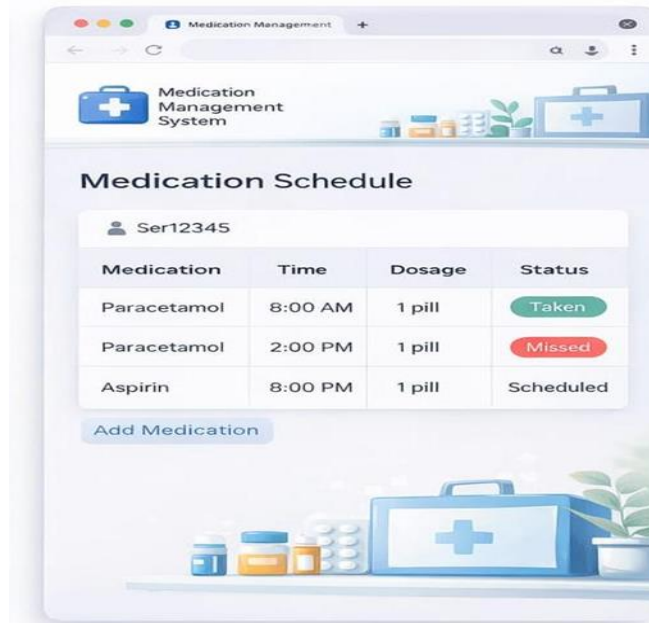 Medication Management
Medication
Management
System
Medication Schedule
Ser12345
Medication Time Dosage Status
Paracetamol 8:00 AM 1 pill Taken
Paracetamol 2:00 PM 1 pill Missed
Aspirin 8:00 PM 1 pill Scheduled
Add Medication